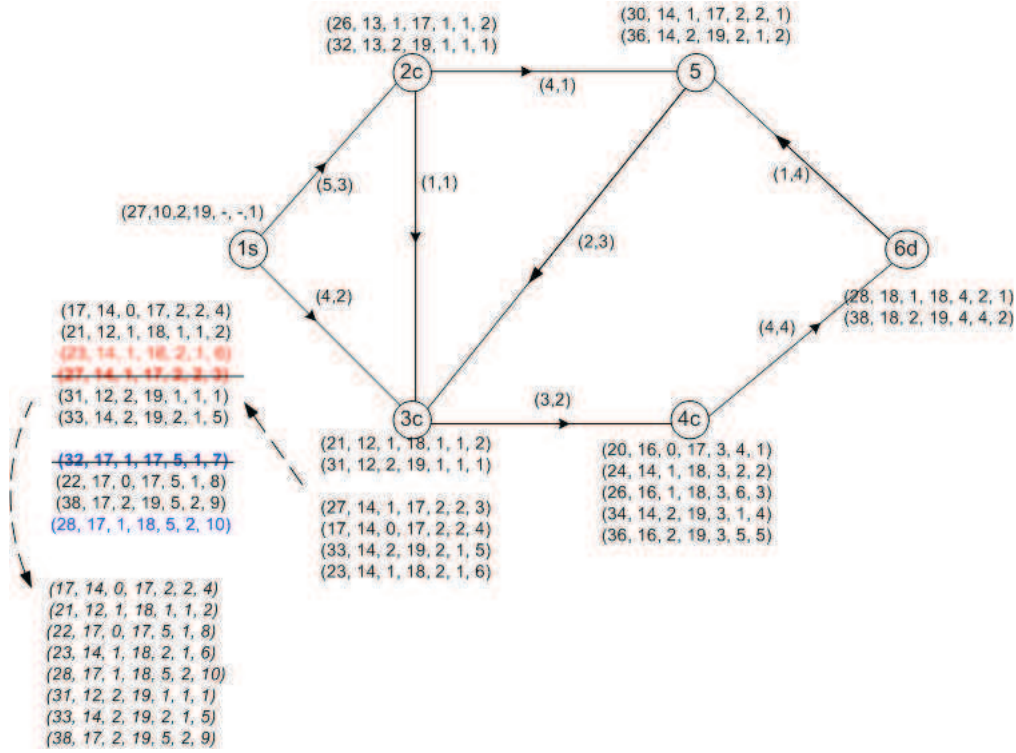 (26, 13, 1, 17, 1, 1, 2)
(32, 13, 2, 19, 1, 1, 1)
2c
(30, 14, 1, 17, 2, 2, 1)
(36, 14, 2, 19, 2, 1, 2)
5
(4,1)
(5,3)
(1,1)
(1,4)
(27,10,2,19, -, -,1)
1s
(2,3)
6d
(28, 18, 1, 18, 4, 2, 1)
(38, 18, 2, 19, 4, 4, 2)
(4,2)
(4,4)
(17, 14, 0, 17, 2, 2, 4)
(21, 12, 1, 18, 1, 1, 2)
(23, 14, 1, 18, 2, 1, 6)
(27, 14, 1, 17, 2, 2, 3)
(31, 12, 2, 19, 1, 1, 1)
(33, 14, 2, 19, 2, 1, 5)
(32, 17, 1, 17, 5, 1, 7)
(22, 17, 0, 17, 5, 1, 8)
(38, 17, 2, 19, 5, 2, 9)
(28, 17, 1, 18, 5, 2, 10)
3c
(3,2)
4c
(21, 12, 1, 18, 1, 1, 2)
(31, 12, 2, 19, 1, 1, 1)
(27, 14, 1, 17, 2, 2, 3)
(17, 14, 0, 17, 2, 2, 4)
(33, 14, 2, 19, 2, 1, 5)
(23, 14, 1, 18, 2, 1, 6)
(20, 16, 0, 17, 3, 4, 1)
(24, 14, 1, 18, 3, 2, 2)
(26, 16, 1, 18, 3, 6, 3)
(34, 14, 2, 19, 3, 1, 4)
(36, 16, 2, 19, 3, 5, 5)
(17, 14, 0, 17, 2, 2, 4)
(21, 12, 1, 18, 1, 1, 2)
(22, 17, 0, 17, 5, 1, 8)
(23, 14, 1, 18, 2, 1, 6)
(28, 17, 1, 18, 5, 2, 10)
(31, 12, 2, 19, 1, 1, 1)
(33, 14, 2, 19, 2, 1, 5)
(38, 17, 2, 19, 5, 2, 9)